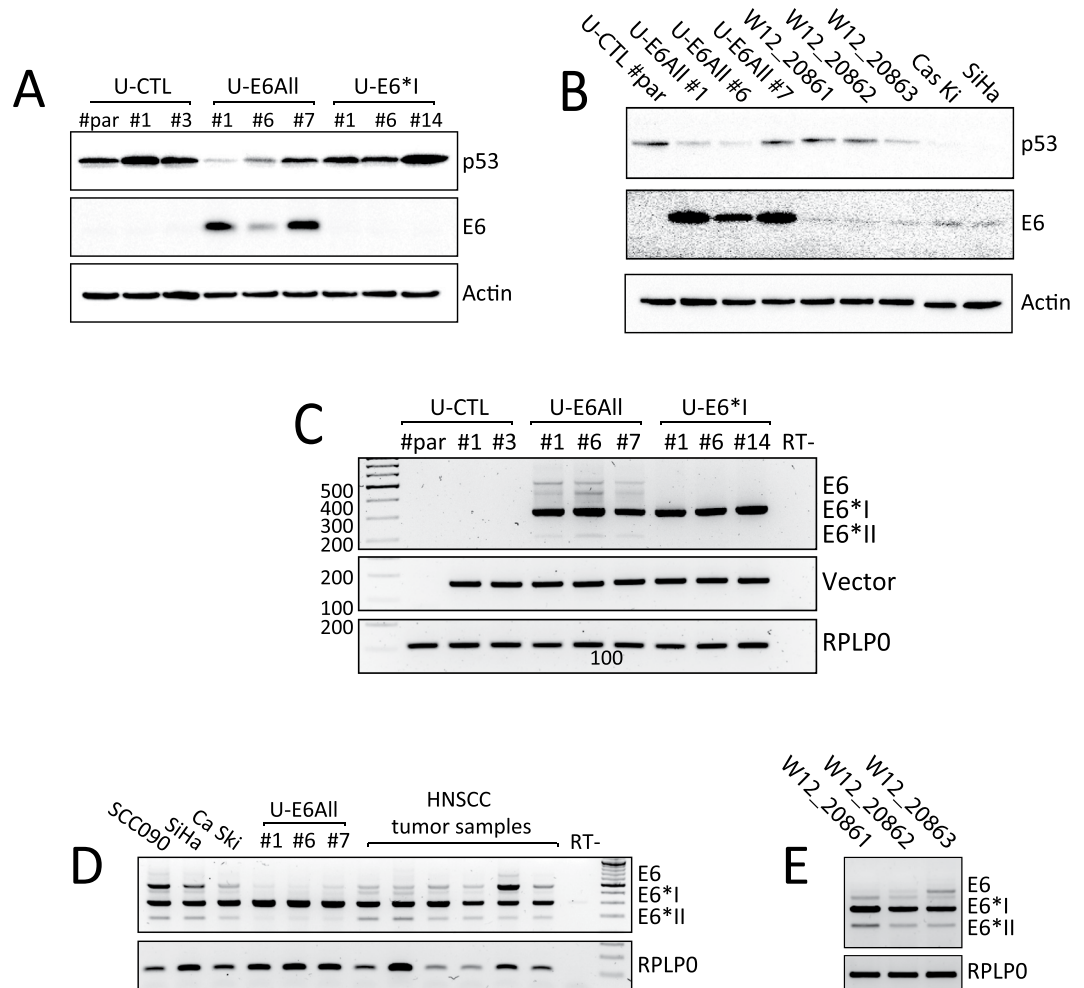 A
U-CTL U-E6All U-E6*I
#par #1 #3 #1 #6 #7 #1 #6 #14
p53
E6
Actin
B
U-CTL #par
U-E6All #1
U-E6All #6
U-E6All #7
W12_20861
W12_20862
W12_20863
Cas Ki
SiHa
p53
E6
Actin
C
U-CTL U-E6All U-E6*I
#par #1 #3 #1 #6 #7 #1 #6 #14 RT-
500
400
300
200
E6
E6*I
E6*II
200
100
Vector
200
100
RPLP0
D
SCC090
SiHa
Ca Ski
U-E6All
#1 #6 #7
HNSCC
tumor samples
RT-
E6
E6*I
E6*II
RPLP0
E
W12_20861
W12_20862
W12_20863
E6
E6*I
E6*II
RPLP0